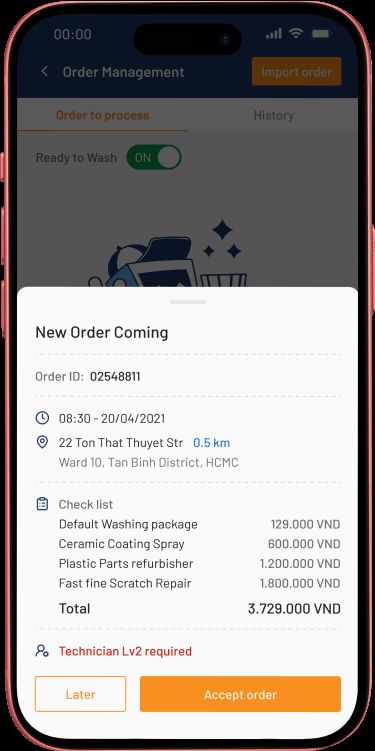 00:00
Order Management
Import order
Order to process
History
Ready to Wash
ON
New Order Coming
Order ID: 02548811
08:30 - 20/04/2021
22 Ton That Thuyet Str 0.5 km
Ward 10, Tan Binh District, HCMC
Check list
Default Washing package 129.000 VND
Ceramic Coating Spray 600.000 VND
Plastic Parts refurbisher 1.200.000 VND
Fast fine Scratch Repair 1.800.000 VND
Total 3.729.000 VND
Technician Lv2 required
Later
Accept order